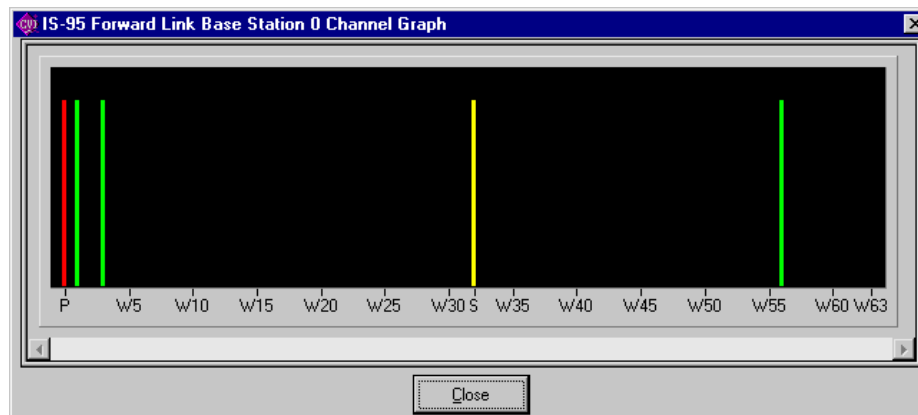 IS-95 Forward Link Base Station 0 Channel Graph
P W5 W10 W15 W20 W25 W30 S W35 W40 W45 W50 W55 W60 W63
Close